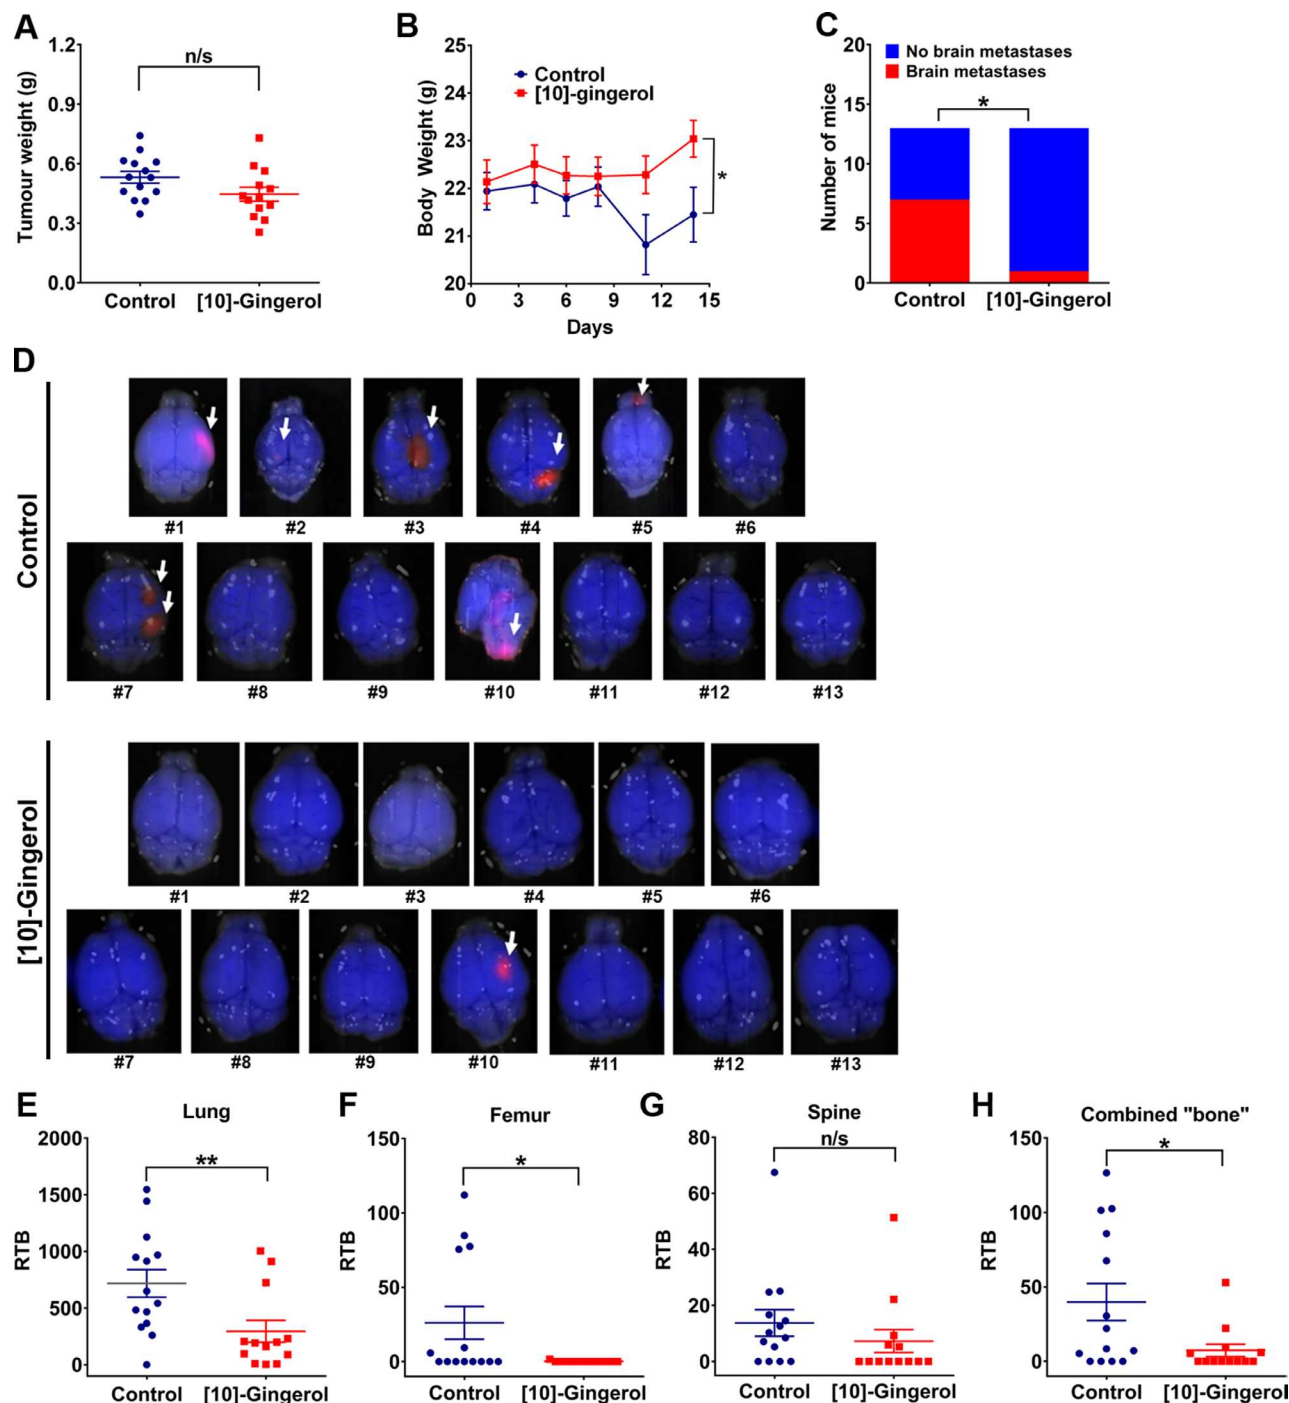 A
Tumour weight (g)
1.2
0.9
0.6
0.3
0.0
n/s
Control
[10]-Gingerol
B
Body Weight (g)
25
24
23
22
21
20
Control
[10]-gingerol
*
0
3
6
9
12
15
Days
C
Number of mice
20
15
10
5
0
No brain metastases
Brain metastases
*
Control
[10]-Gingerol
D
Control
#1 #2 #3 #4 #5 #6
#7 #8 #9 #10 #11 #12 #13
[10]-Gingerol
#1 #2 #3 #4 #5 #6
#7 #8 #9 #10 #11 #12 #13
E
Lung
RTB
2000
1500
1000
500
0
**
Control
[10]-Gingerol
F
Femur
RTB
150
100
50
0
*
Control
[10]-Gingerol
G
Spine
RTB
80
60
40
20
0
n/s
Control
[10]-Gingerol
H
Combined "bone"
RTB
150
100
50
0
*
Control
[10]-Gingerol